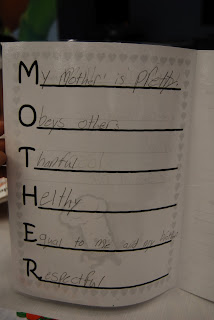 My Mother is pretty
Obeys others
Thankful
Helthy
Equal to me and my
Respectful